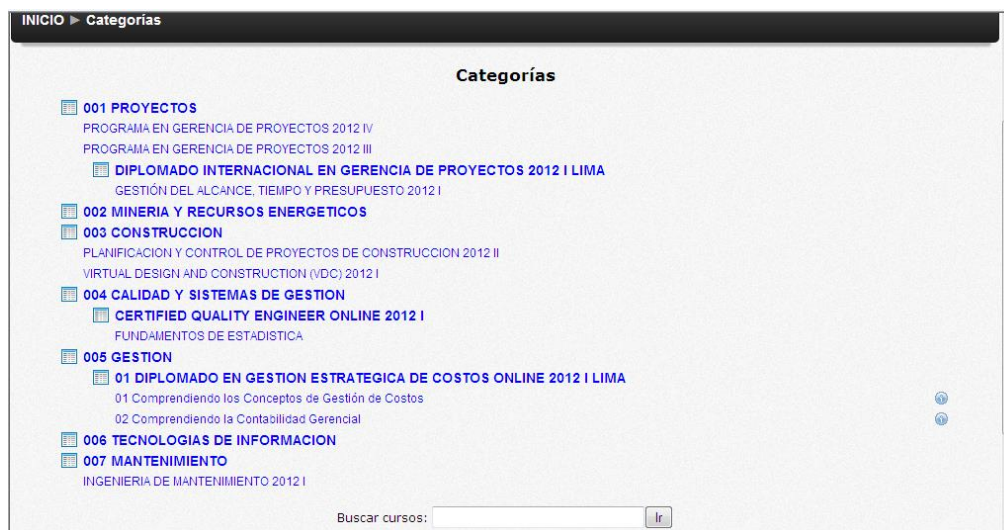 INICIO ► Categorías
Categorías
001 PROYECTOS
PROGRAMA EN GERENCIA DE PROYECTOS 2012 IV
PROGRAMA EN GERENCIA DE PROYECTOS 2012 III
DIPLOMADO INTERNACIONAL EN GERENCIA DE PROYECTOS 2012 I LIMA
GESTIÓN DEL ALCANCE, TIEMPO Y PRESUPUESTO 2012 I
002 MINERIA Y RECURSOS ENERGETICOS
003 CONSTRUCCION
PLANIFICACION Y CONTROL DE PROYECTOS DE CONSTRUCCION 2012 II
VIRTUAL DESIGN AND CONSTRUCTION (VDC) 2012 I
004 CALIDAD Y SISTEMAS DE GESTION
CERTIFIED QUALITY ENGINEER ONLINE 2012 I
FUNDAMENTOS DE ESTADISTICA
005 GESTION
01 DIPLOMADO EN GESTION ESTRATEGICA DE COSTOS ONLINE 2012 I LIMA
01 Comprendiendo los Conceptos de Gestión de Costos
02 Comprendiendo la Contabilidad Gerencial
006 TECNOLOGIAS DE INFORMACION
007 MANTENIMIENTO
INGENIERIA DE MANTENIMIENTO 2012 I
Buscar cursos: Ir